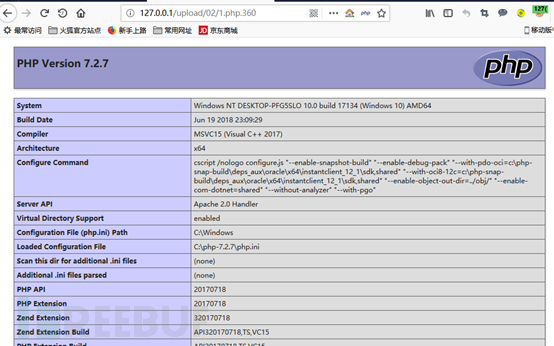 127.0.0.1/upload/02/1.php.360
最常访问 火狐官方站点 新手上路 常用网址 JD 京东商城
移动版书
PHP Version 7.2.7
php
System Windows NT DESKTOP-PFG5SLO 10.0 build 17134 (Windows 10) AMD64
Build Date Jun 19 2018 23:09:29
Compiler MSVC15 (Visual C++ 2017)
Architecture x64
Configure Command cscript /nologo configure.js "--enable-snapshot-build" "--enable-debug-pack" "--with-pdo-oci=c:\php-
snap-build\deps_aux\oracle\x64\instantclient_12_1\sdk,shared" "--with-oci8-12c=c:\php-snap-
build\deps_aux\oracle\x64\instantclient_12_1\sdk,shared" "--enable-object-out-dir=../obj/" "--enable-
com-dotnet=shared" "--without-analyzer" "--with-pgo"
Server API Apache 2.0 Handler
Virtual Directory Support enabled
Configuration File (php.ini) Path C:\Windows
Loaded Configuration File C:\php-7.2.7\php.ini
Scan this dir for additional .ini files (none)
Additional .ini files parsed (none)
PHP API 20170718
PHP Extension 20170718
Zend Extension 320170718
Zend Extension Build API320170718,TS,VC15
PHP Extension Build API20170718,TS,VC15
REEBUF